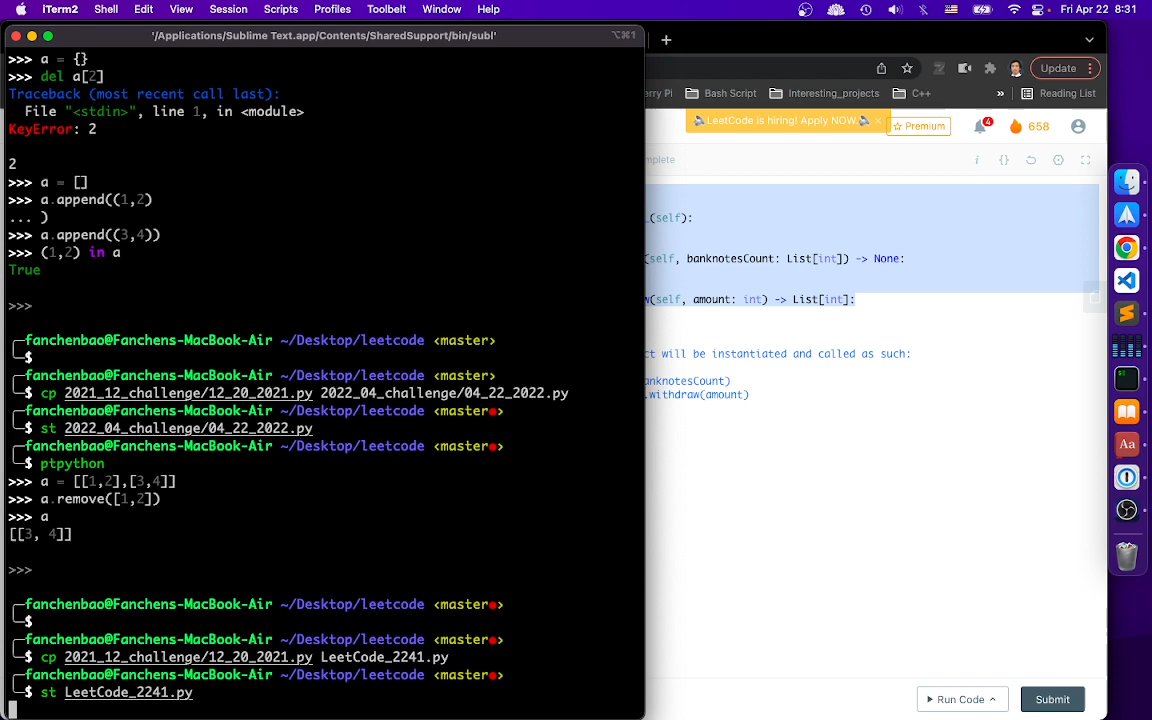 iTerm2 Shell Edit View Session Scripts Profiles Toolbelt Window Help Fri Apr 22 8:31
'/Applications/Sublime Text.app/Contents/SharedSupport/bin/subl' ⌥⌘1
>>> a = {}
>>> del a[2]
Traceback (most recent call last):
  File "<stdin>", line 1, in <module>
KeyError: 2
2
>>> a = []
>>> a.append((1,2)
... )
>>> a.append((3,4))
>>> (1,2) in a
True
>>>
fanchenbao@Fanchens-MacBook-Air ~/Desktop/leetcode <master>
$
fanchenbao@Fanchens-MacBook-Air ~/Desktop/leetcode <master>
$ cp 2021_12_challenge/12_20_2021.py 2022_04_challenge/04_22_2022.py
fanchenbao@Fanchens-MacBook-Air ~/Desktop/leetcode <master●>
$ st 2022_04_challenge/04_22_2022.py
fanchenbao@Fanchens-MacBook-Air ~/Desktop/leetcode <master●>
$ ptpython
>>> a = [[1,2],[3,4]]
>>> a.remove([1,2])
>>> a
[[3, 4]]
>>>
fanchenbao@Fanchens-MacBook-Air ~/Desktop/leetcode <master●>
$
fanchenbao@Fanchens-MacBook-Air ~/Desktop/leetcode <master●>
$ cp 2021_12_challenge/12_20_2021.py LeetCode_2241.py
fanchenbao@Fanchens-MacBook-Air ~/Desktop/leetcode <master●>
$ st LeetCode_2241.py
Update
erry Pi Bash Script Interesting_projects C++ » Reading List
LeetCode is hiring! Apply NOW. × Premium 4 658
mplete
_(self):
(self, banknotesCount: List[int]) -> None:
w(self, amount: int) -> List[int]:
ct will be instantiated and called as such:
anknotesCount)
.withdraw(amount)
Run Code Submit
Aa